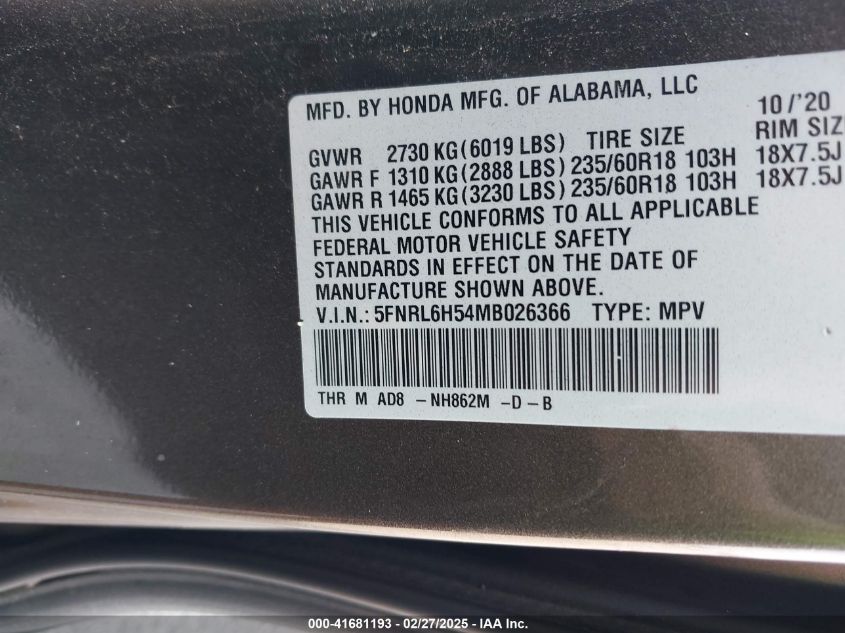 MFD. BY HONDA MFG. OF ALABAMA, LLC 10/'20
GVWR 2730 KG(6019 LBS) TIRE SIZE RIM SIZ
GAWR F 1310 KG(2888 LBS) 235/60R18 103H 18X7.5J
GAWR R 1465 KG(3230 LBS) 235/60R18 103H 18X7.5J
THIS VEHICLE CONFORMS TO ALL APPLICABLE
FEDERAL MOTOR VEHICLE SAFETY
STANDARDS IN EFFECT ON THE DATE OF
MANUFACTURE SHOWN ABOVE.
V.I.N.: 5FNRL6H54MB026366 TYPE: MPV
THR M AD8 -NH862M -D-B
000-41681193 - 02/27/2025 - IAA Inc.